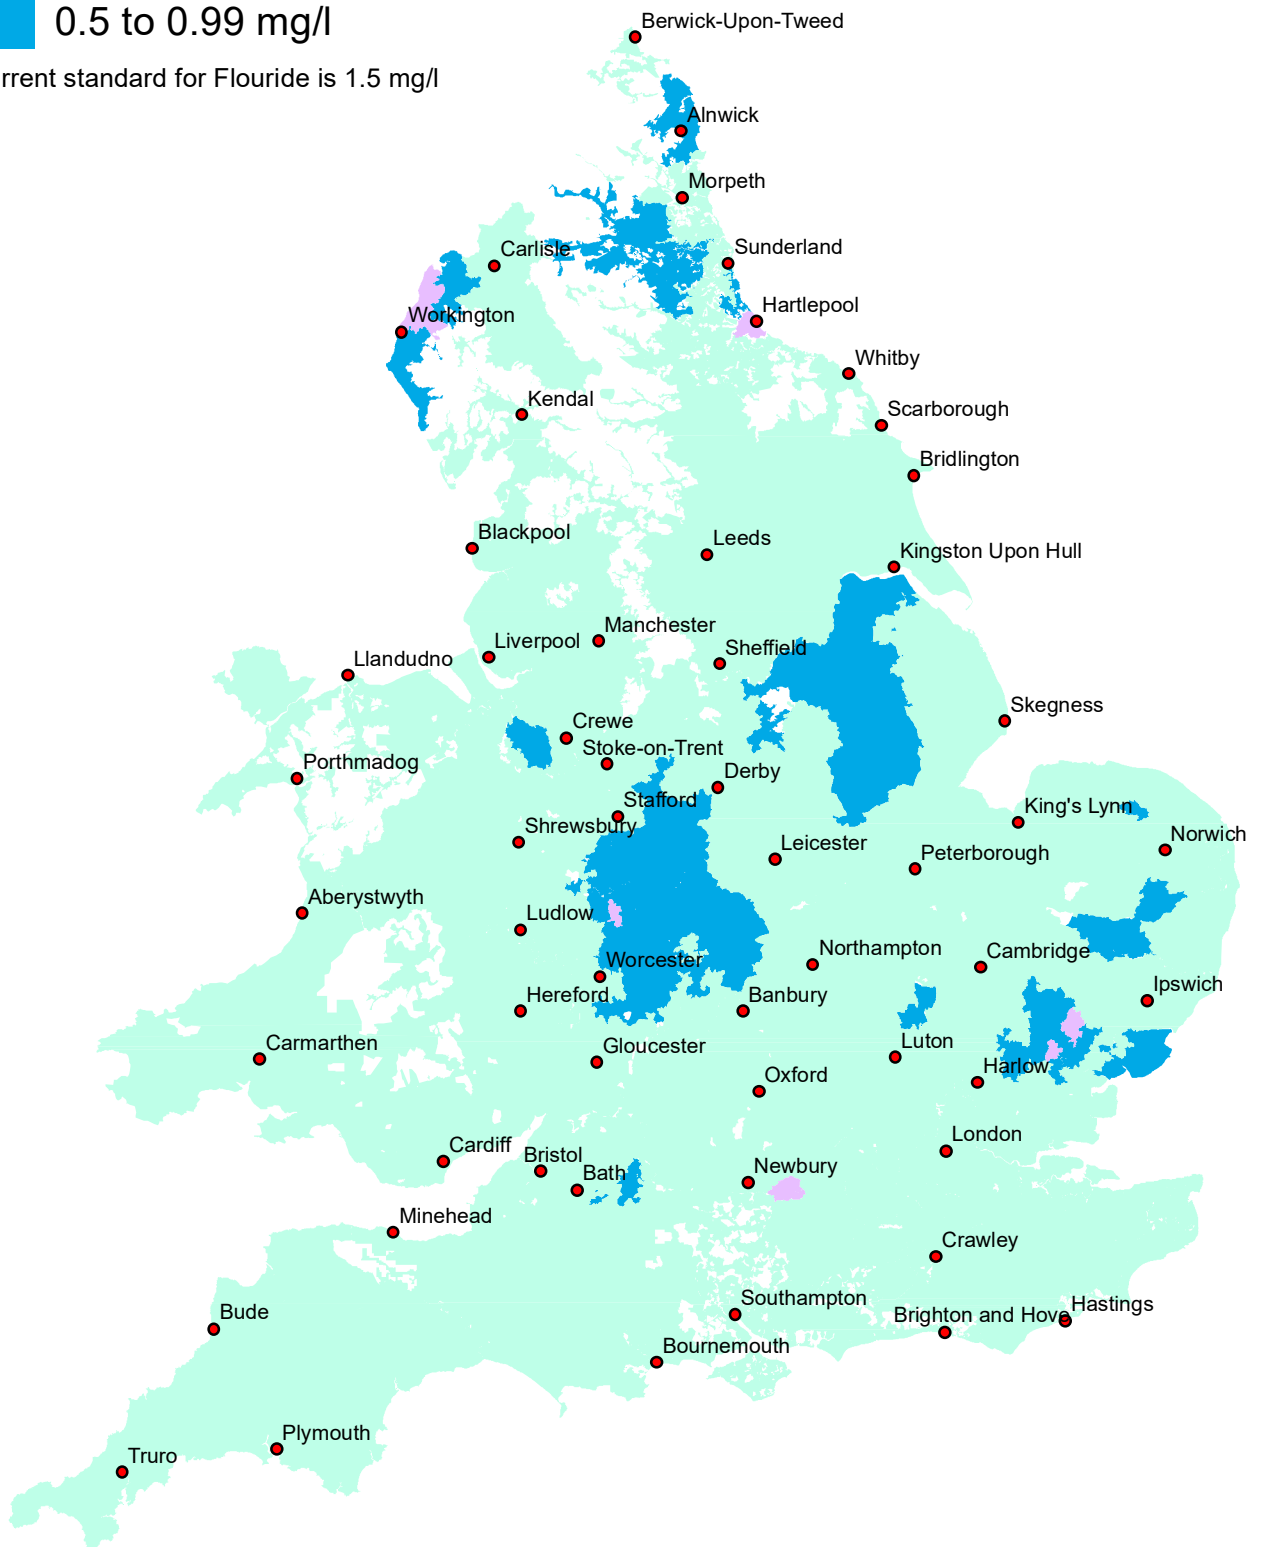 0.5 to 0.99 mg/l
Berwick-Upon-Tweed
rrent standard for Flouride is 1.5 mg/l
Alnwick
Morpeth
Carlisle
Sunderland
Hartlepool
Workington
Whitby
Kendal
Scarborough
Bridlington
Blackpool
Leeds
Kingston Upon Hull
Manchester
Liverpool
Sheffield
Llandudno
Skegness
Crewe
Stoke-on-Trent
Porthmadog
Derby
Stafford
King's Lynn
Shrewsbury
Norwich
Leicester
Peterborough
Aberystwyth
Ludlow
Northampton
Cambridge
Worcester
Ipswich
Hereford
Banbury
Carmarthen
Luton
Gloucester
Harlow
Oxford
London
Cardiff
Bristol
Bath
Newbury
Minehead
Crawley
Southampton
Hastings
Bude
Brighton and Hove
Bournemouth
Plymouth
Truro